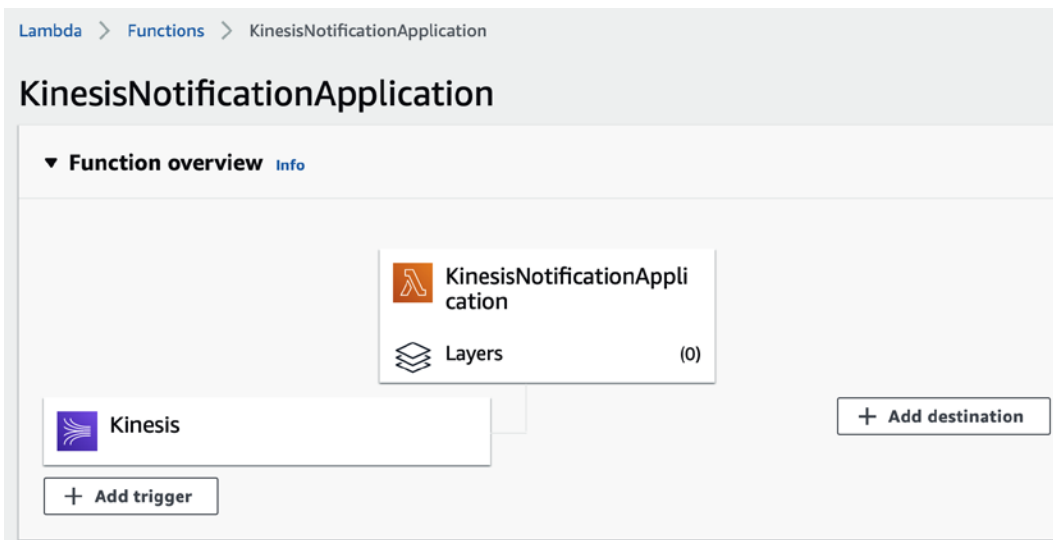 Lambda > Functions > KinesisNotificationApplication
KinesisNotificationApplication
▼ Function overview Info
KinesisNotificationAppli
cation
Layers (0)
Kinesis
+ Add destination
+ Add trigger